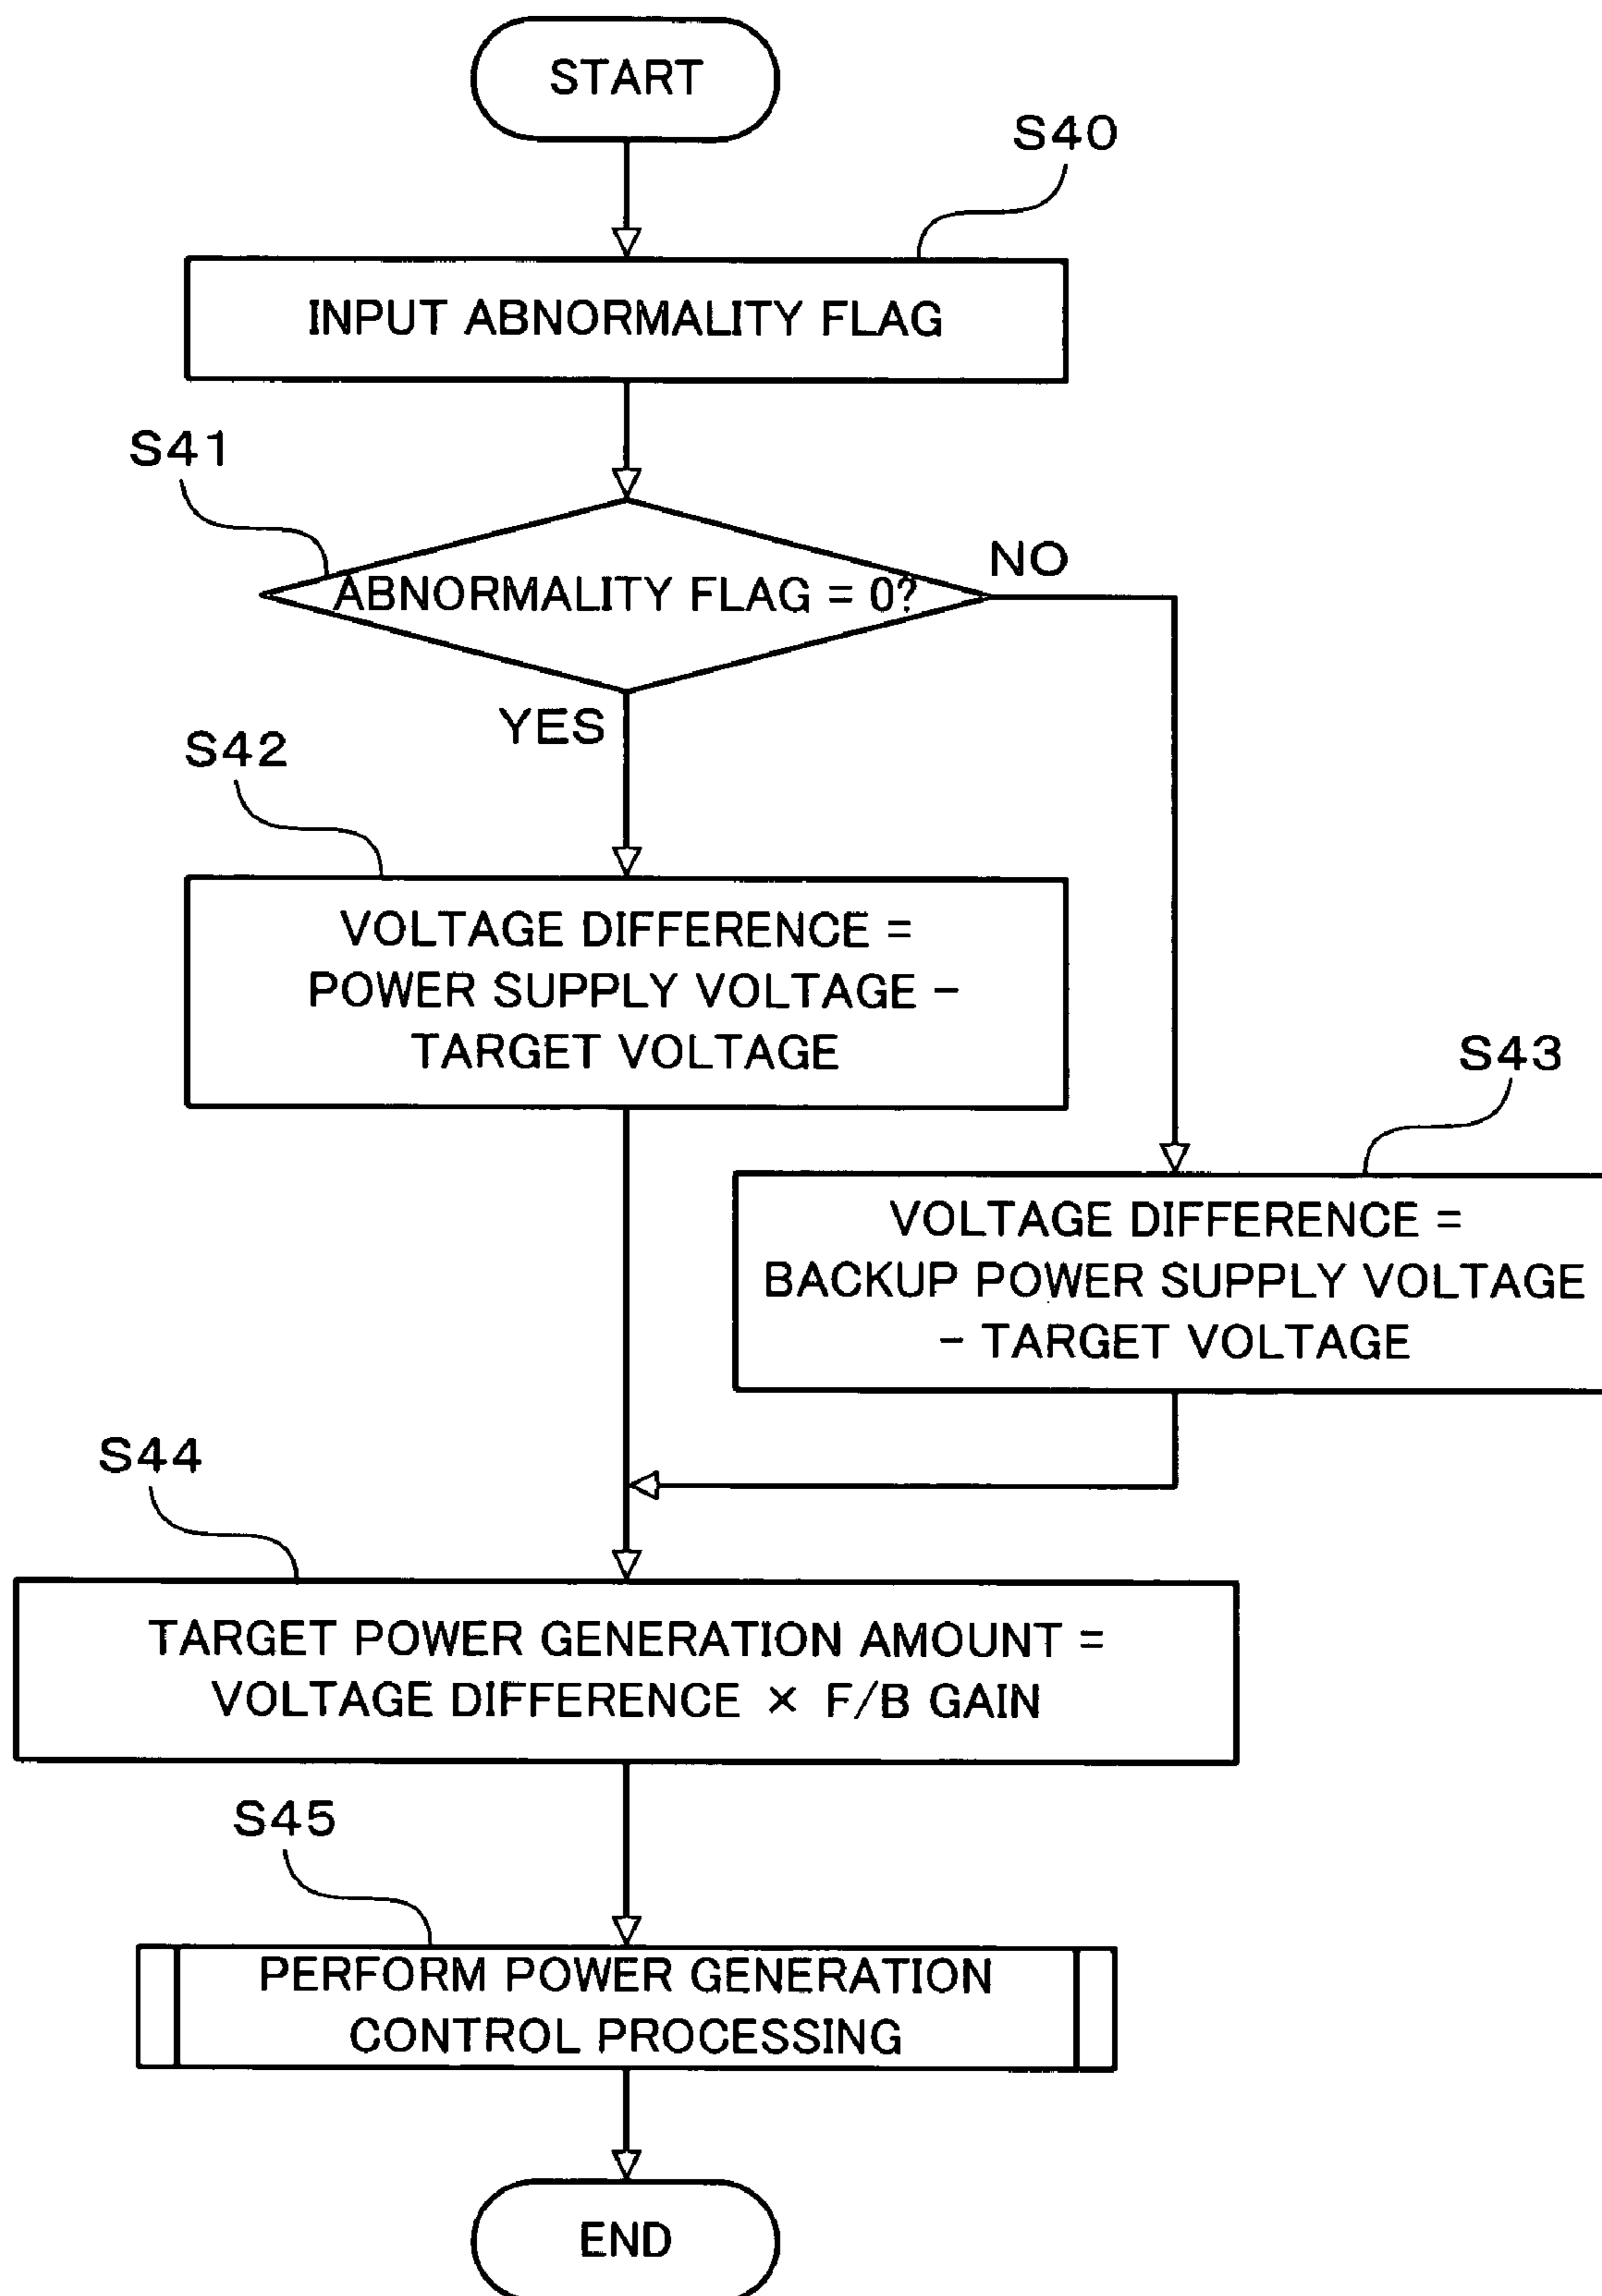 START
S40
INPUT ABNORMALITY FLAG
S41
ABNORMALITY FLAG = 0?
NO
YES
S42
VOLTAGE DIFFERENCE =
POWER SUPPLY VOLTAGE -
TARGET VOLTAGE
S43
VOLTAGE DIFFERENCE =
BACKUP POWER SUPPLY VOLTAGE
- TARGET VOLTAGE
S44
TARGET POWER GENERATION AMOUNT =
VOLTAGE DIFFERENCE × F/B GAIN
S45
PERFORM POWER GENERATION
CONTROL PROCESSING
END